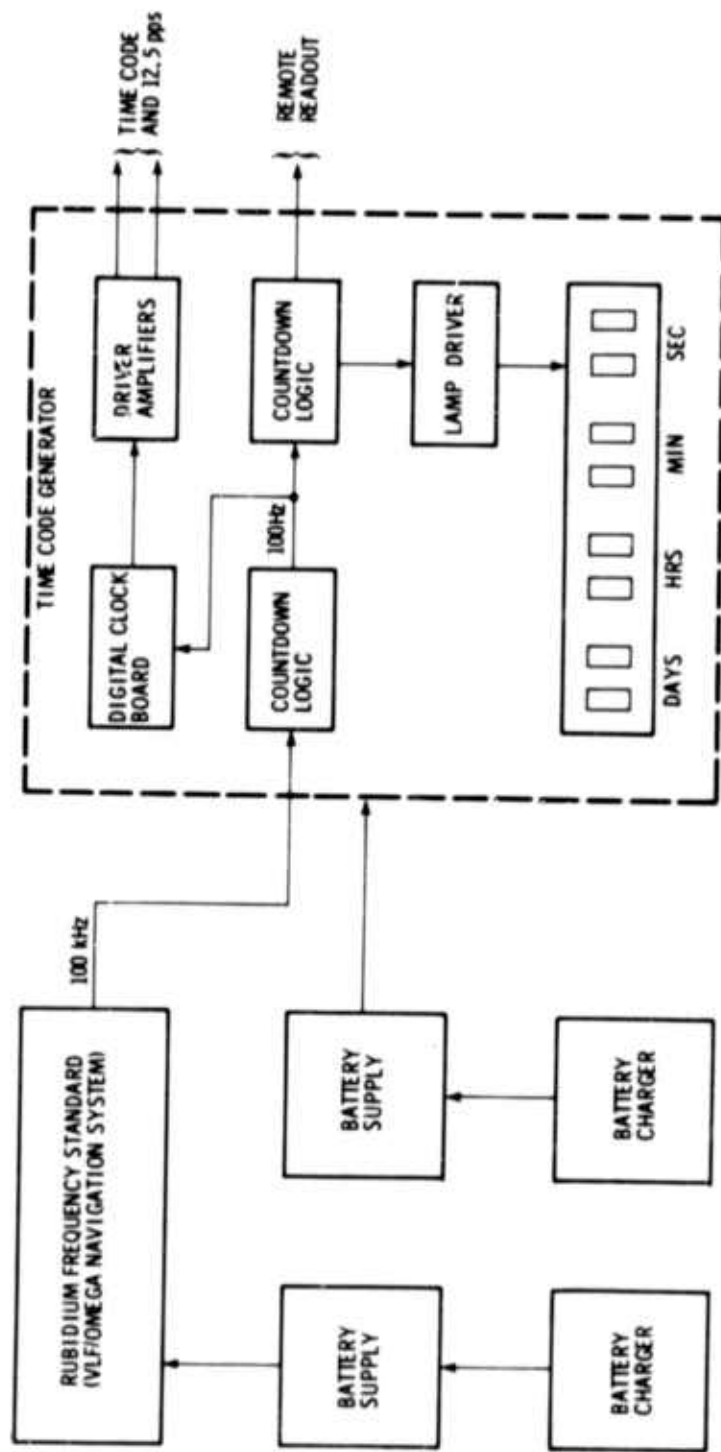 RUBIDIUM FREQUENCY STANDARD
(VLF/OMEGA NAVIGATION SYSTEM)
100 kHz
BATTERY
SUPPLY
BATTERY
CHARGER
BATTERY
SUPPLY
BATTERY
CHARGER
TIME CODE GENERATOR
DIGITAL CLOCK
BOARD
DRIVER
AMPLIFIERS
TIME CODE
AND 12.5 pps
COUNTDOWN
LOGIC
100Hz
COUNTDOWN
LOGIC
REMOTE
READOUT
LAMP DRIVER
DAYS
HRS
MIN
SEC